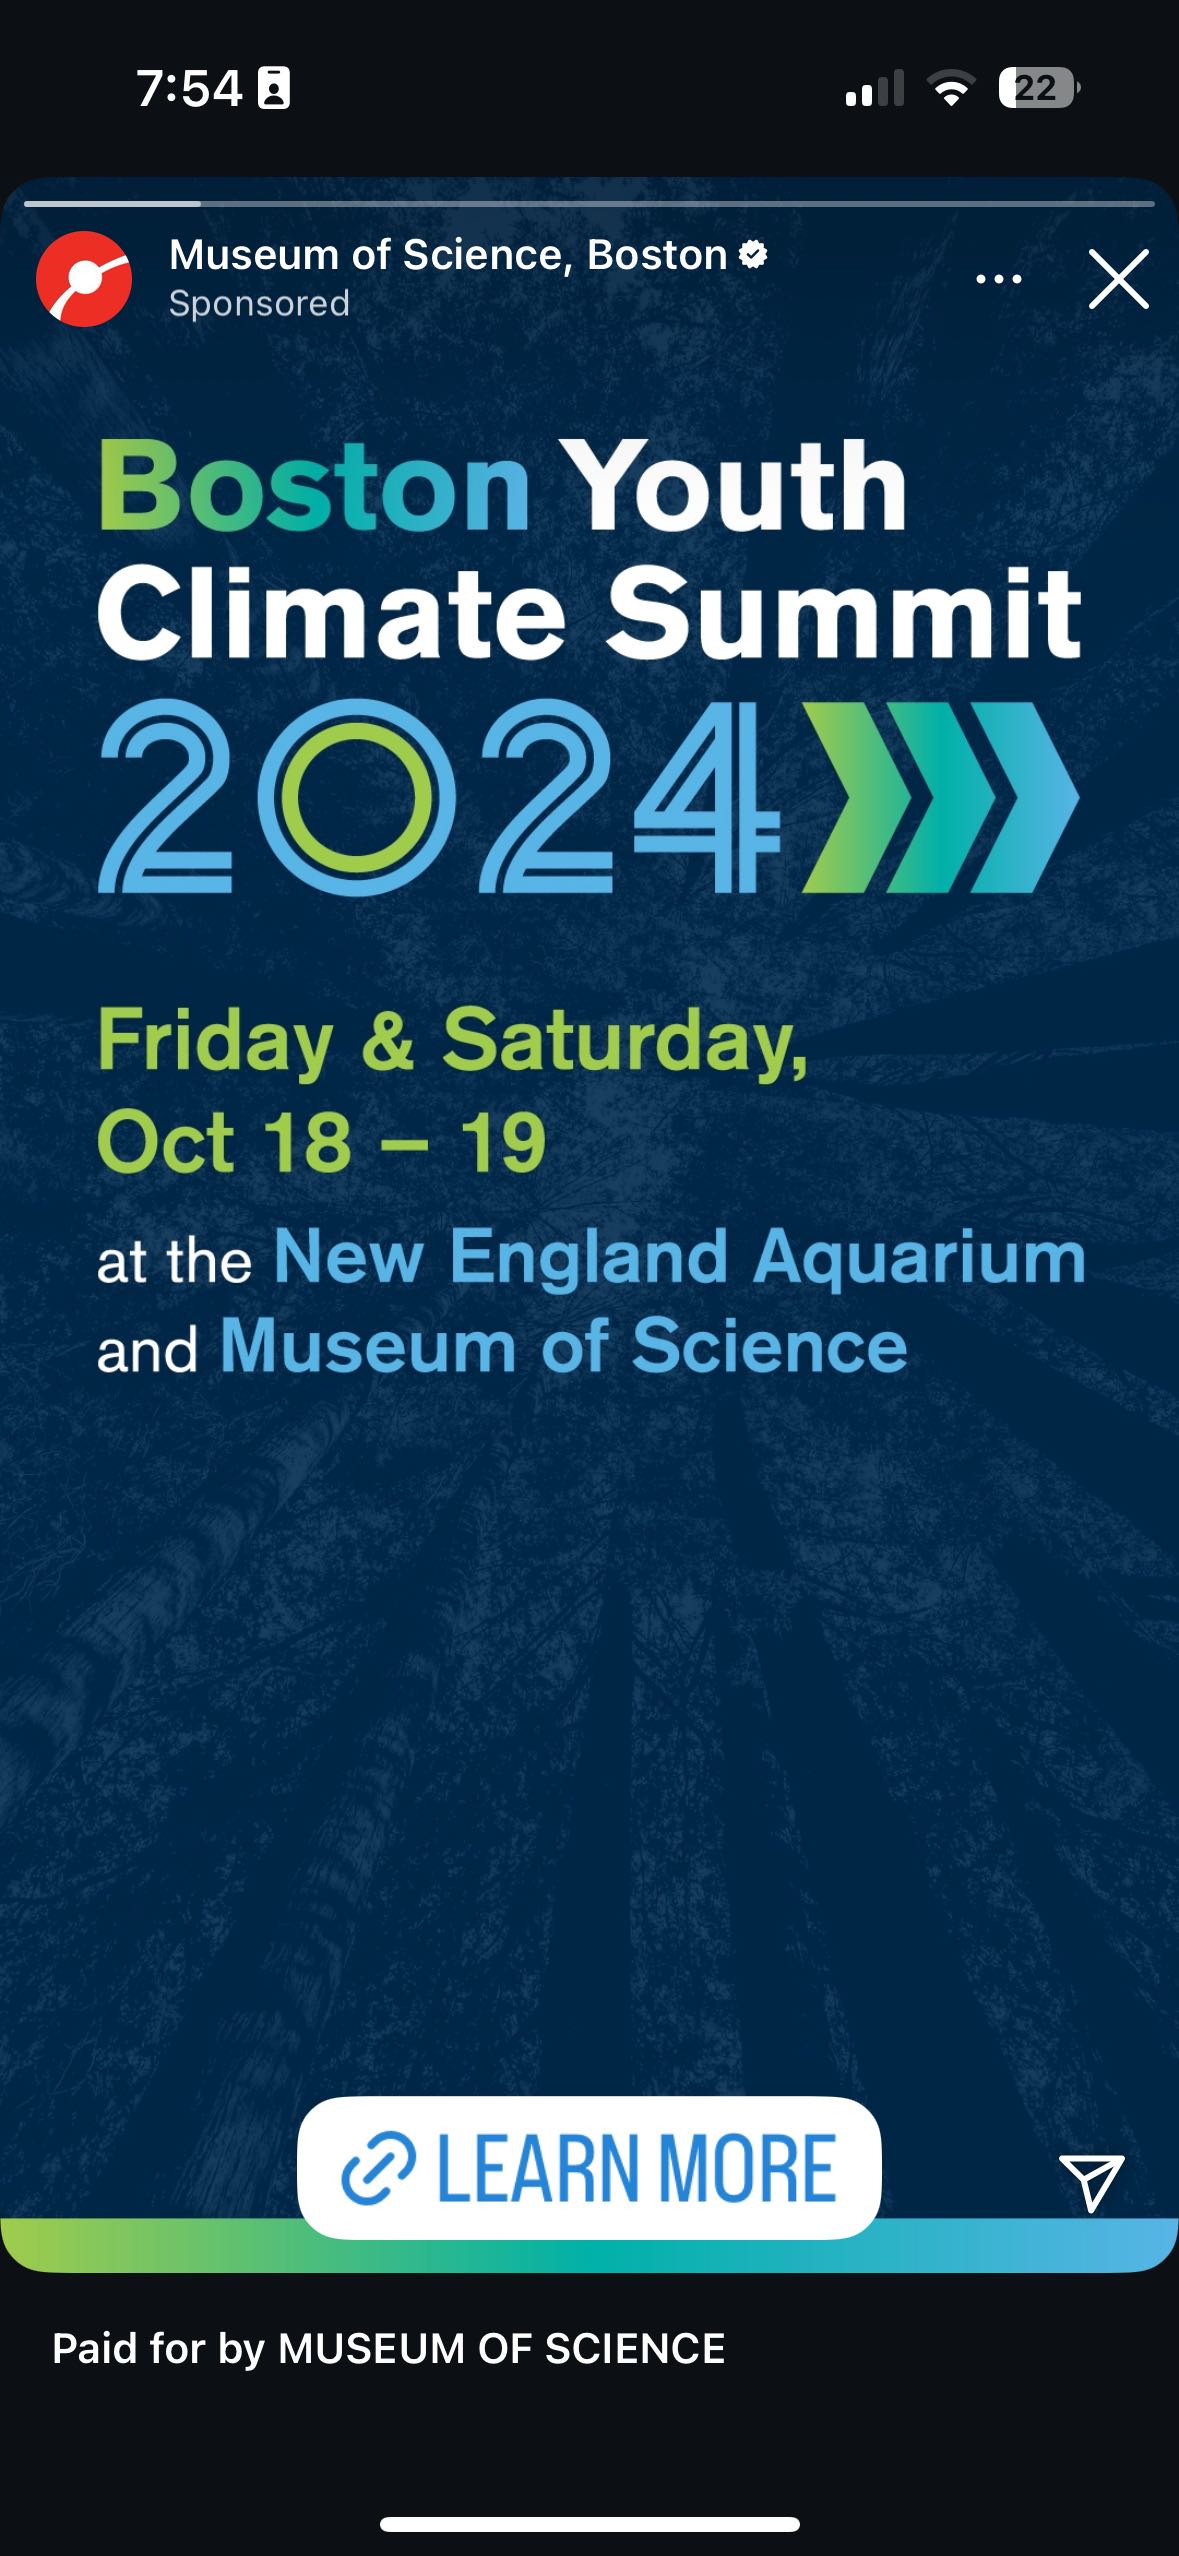 7:54
22
Museum of Science, Boston
Sponsored
Boston Youth
Climate Summit
2024
Friday & Saturday,
Oct 18 – 19
at the New England Aquarium
and Museum of Science
LEARN MORE
Paid for by MUSEUM OF SCIENCE